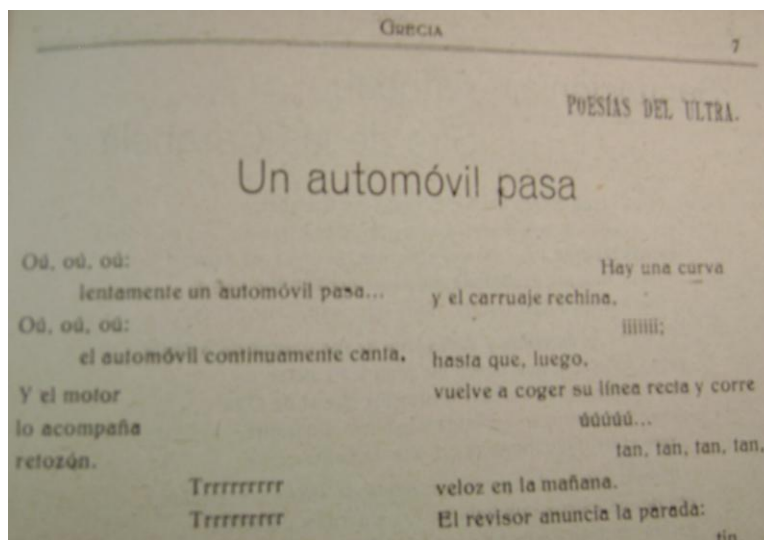 GRECIA
7
POESÍAS DEL ULTRA.
Un automóvil pasa
Oú, oú, oú:
lentamente un automóvil pasa...
Oú, oú, oú:
el automóvil continuamente canta.
Y el motor
lo acompaña
retozón.
Trrrrrrrrr
Trrrrrrrrr
Hay una curva
y el carruaje rechina,
iiiiiii;
hasta que, luego,
vuelve a coger su línea recta y corre
úúúúú...
tan, tan, tan, tan,
veloz en la mañana.
El revisor anuncia la parada:
tin